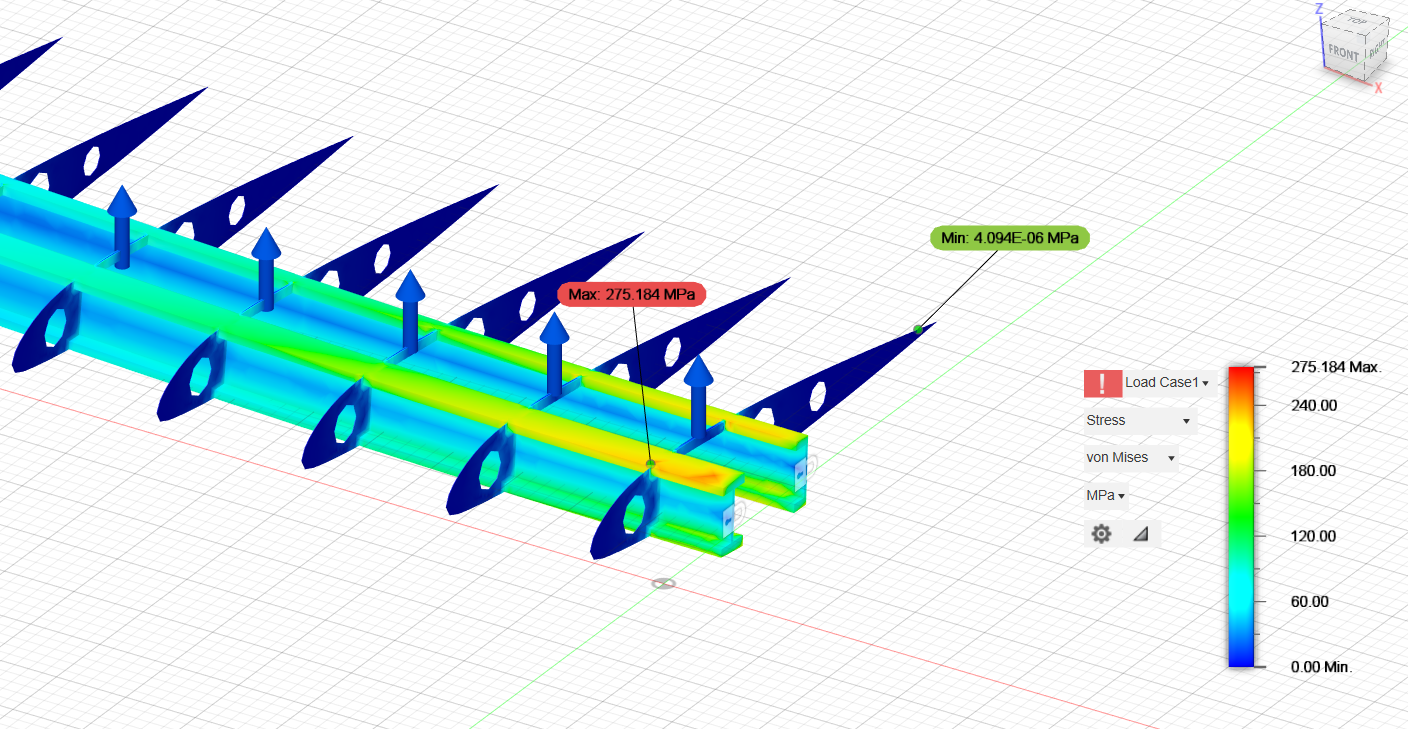 Z
TOP
FRONT
RIGHT
X
Min: 4.094E-06 MPa
Max: 275.184 MPa
275.184 Max.
! Load Case1
240.00
Stress
von Mises
180.00
MPa
120.00
60.00
0.00 Min.